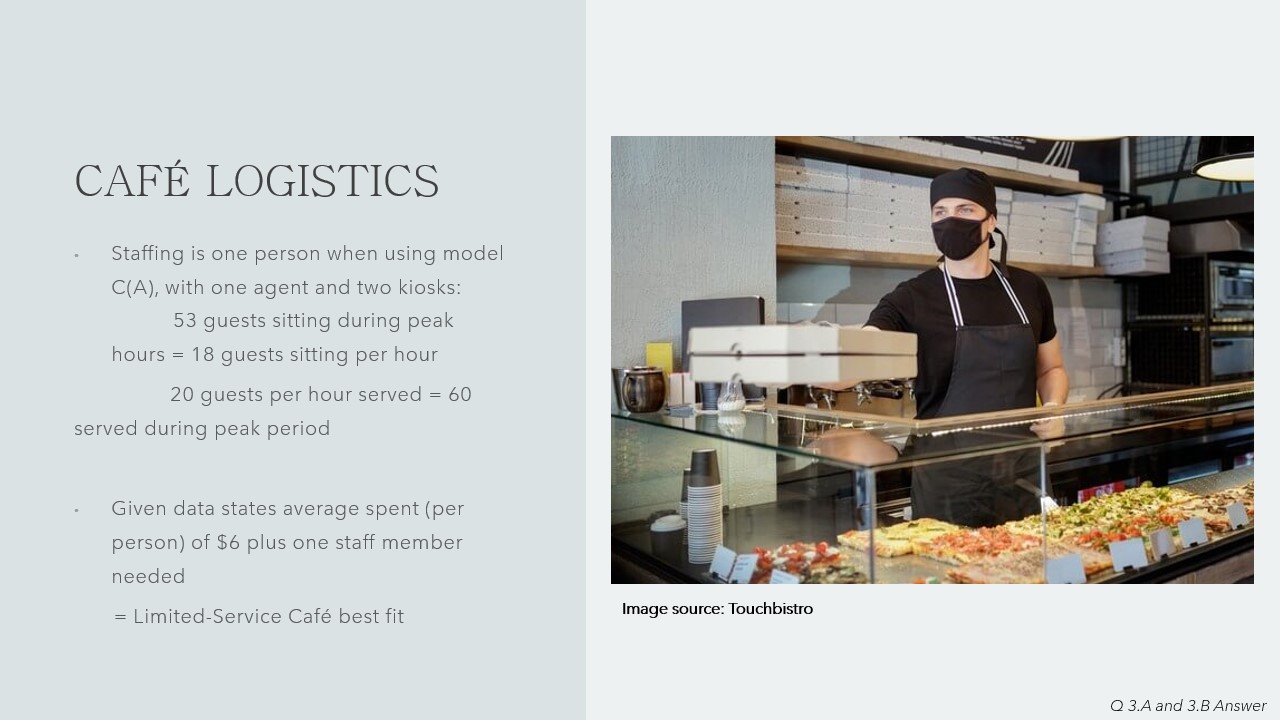 CAFÉ LOGISTICS
• Staffing is one person when using model
C(A), with one agent and two kiosks:
53 guests sitting during peak
hours = 18 guests sitting per hour
20 guests per hour served = 60
served during peak period
• Given data states average spent (per
person) of $6 plus one staff member
needed
= Limited-Service Café best fit
Image source: Touchbistro
Q 3.A and 3.B Answer